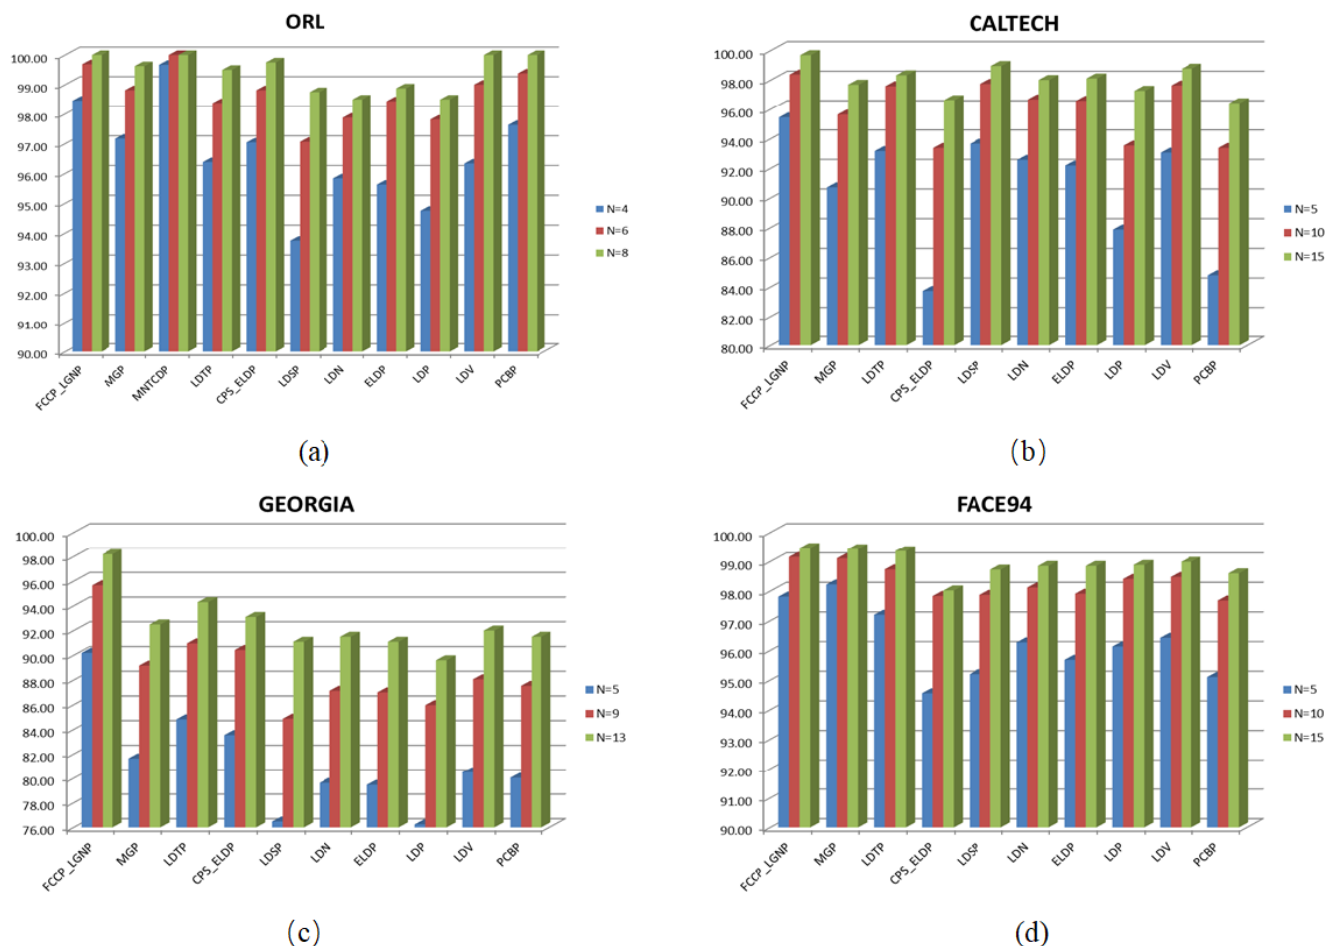 ORL
100.00
99.00
98.00
97.00
96.00
95.00
94.00
93.00
92.00
91.00
90.00
FCCP_LGNP
MGP
MNTCDP
LDTP
CPS_ELDP
LDSP
LDN
ELDP
LDP
LDV
PCBP
N=4
N=6
N=8
(a)
CALTECH
100.00
98.00
96.00
94.00
92.00
90.00
88.00
86.00
84.00
82.00
80.00
FCCP_LGNP
MGP
LDTP
CPS_ELDP
LDSP
LDN
ELDP
LDP
LDV
PCBP
N=5
N=10
N=15
(b)
GEORGIA
100.00
98.00
96.00
94.00
92.00
90.00
88.00
86.00
84.00
82.00
80.00
78.00
76.00
FCCP_LGNP
MGP
LDTP
CPS_ELDP
LDSP
LDN
ELDP
LDP
LDV
PCBP
N=5
N=9
N=13
(c)
FACE94
100.00
99.00
98.00
97.00
96.00
95.00
94.00
93.00
92.00
91.00
90.00
FCCP_LGNP
MGP
LDTP
CPS_ELDP
LDSP
LDN
ELDP
LDP
LDV
PCBP
N=5
N=10
N=15
(d)